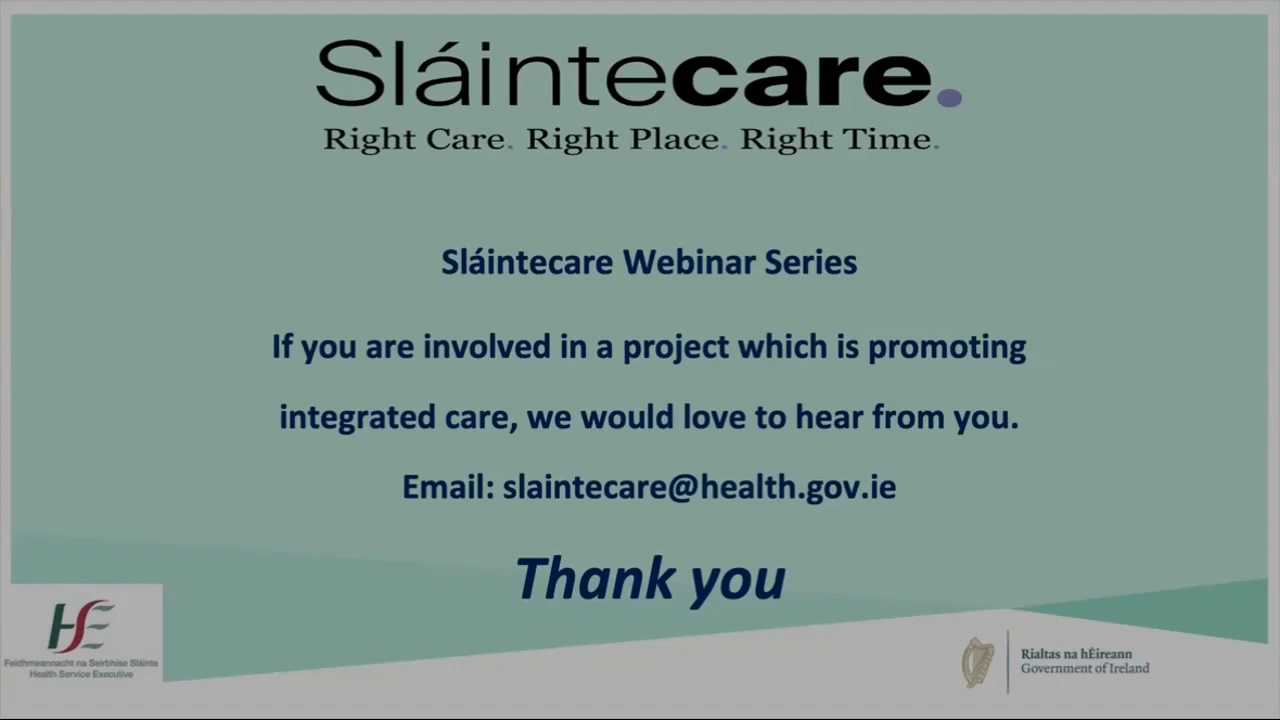 Sláintecare.
Right Care. Right Place. Right Time.
Sláintecare Webinar Series
If you are involved in a project which is promoting
integrated care, we would love to hear from you.
Email: slaintecare@health.gov.ie
Thank you
HSE
Feidhmeannacht na Seirbhíse Sláinte
Health Service Executive
Rialtas na hÉireann
Government of Ireland